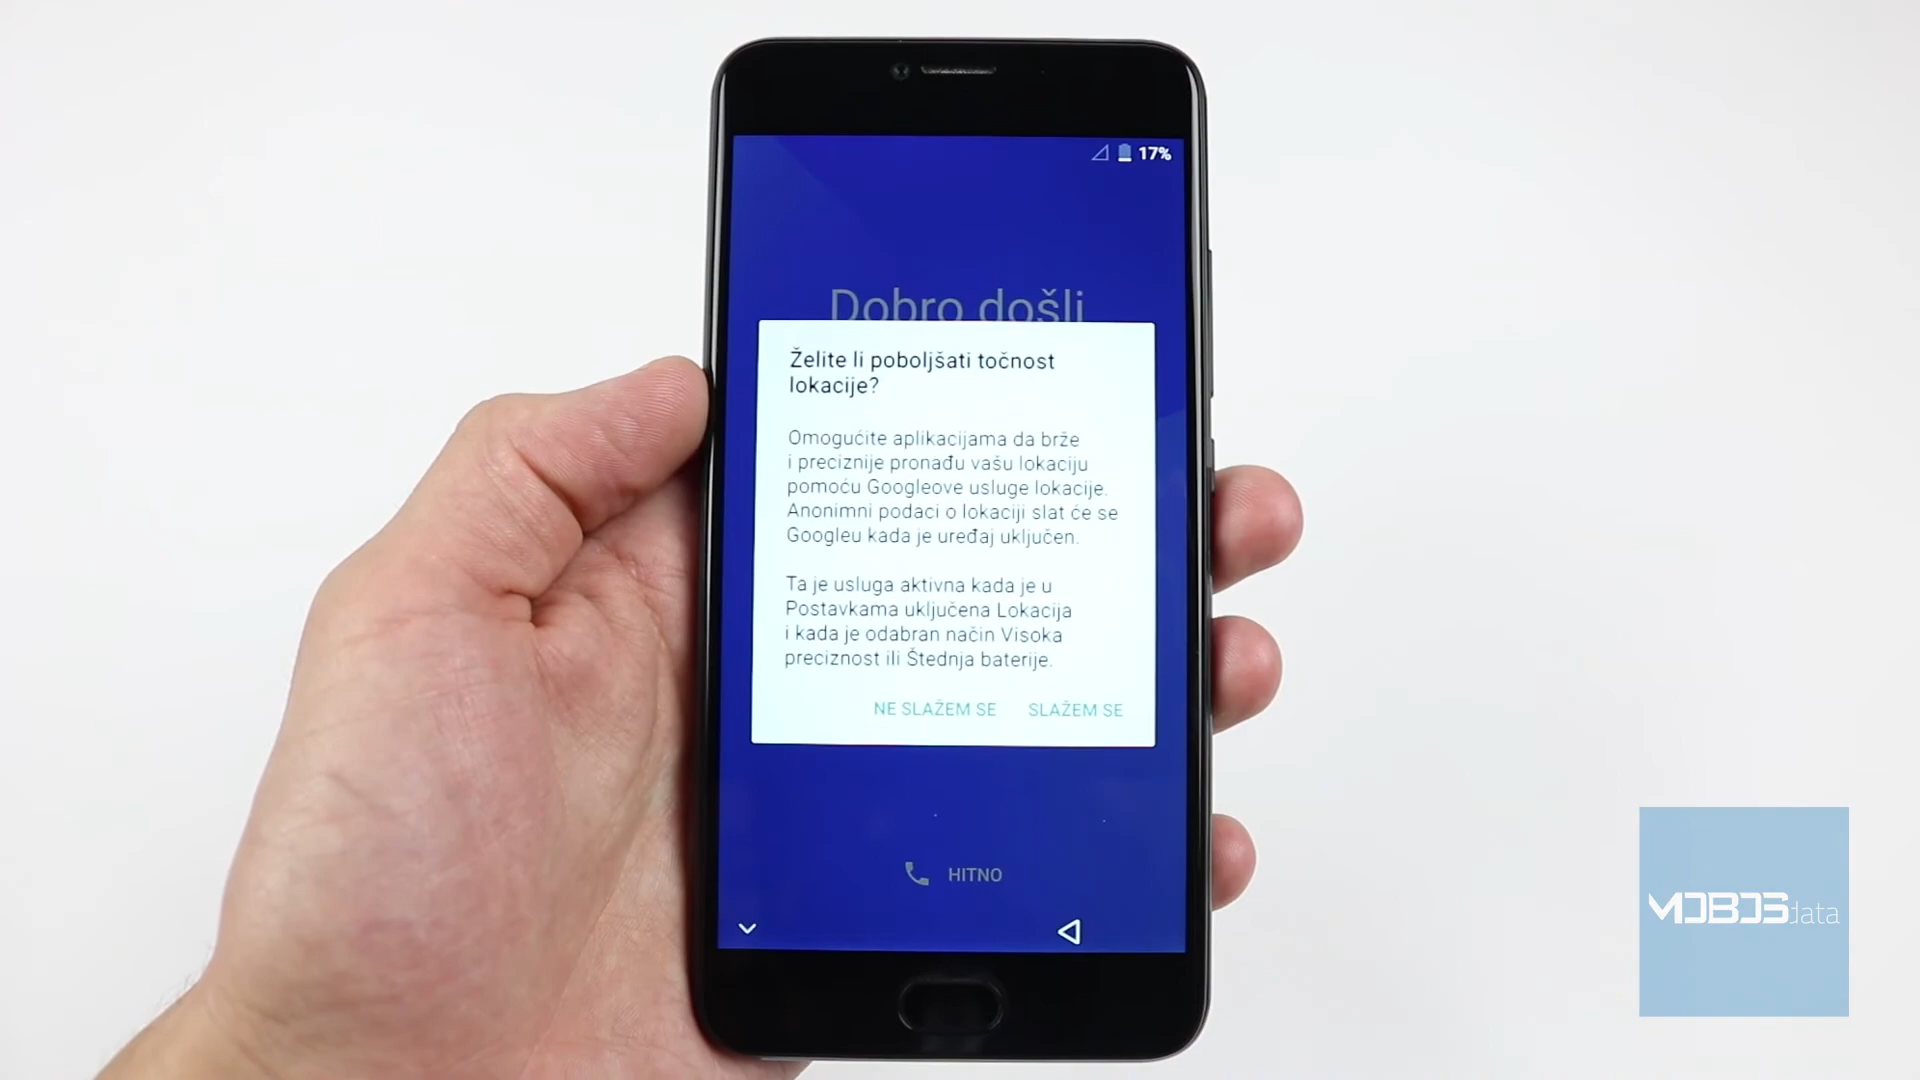 17%
Dobro došli
Želite li poboljšati točnost
lokacije?
Omogućite aplikacijama da brže
i preciznije pronađu vašu lokaciju
pomoću Googleove usluge lokacije.
Anonimni podaci o lokaciji slat će se
Googleu kada je uređaj uključen.
Ta je usluga aktivna kada je u
Postavkama uključena Lokacija
i kada je odabran način Visoka
preciznost ili Štednja baterije.
NE SLAŽEM SE SLAŽEM SE
HITNO
MOBOSdata